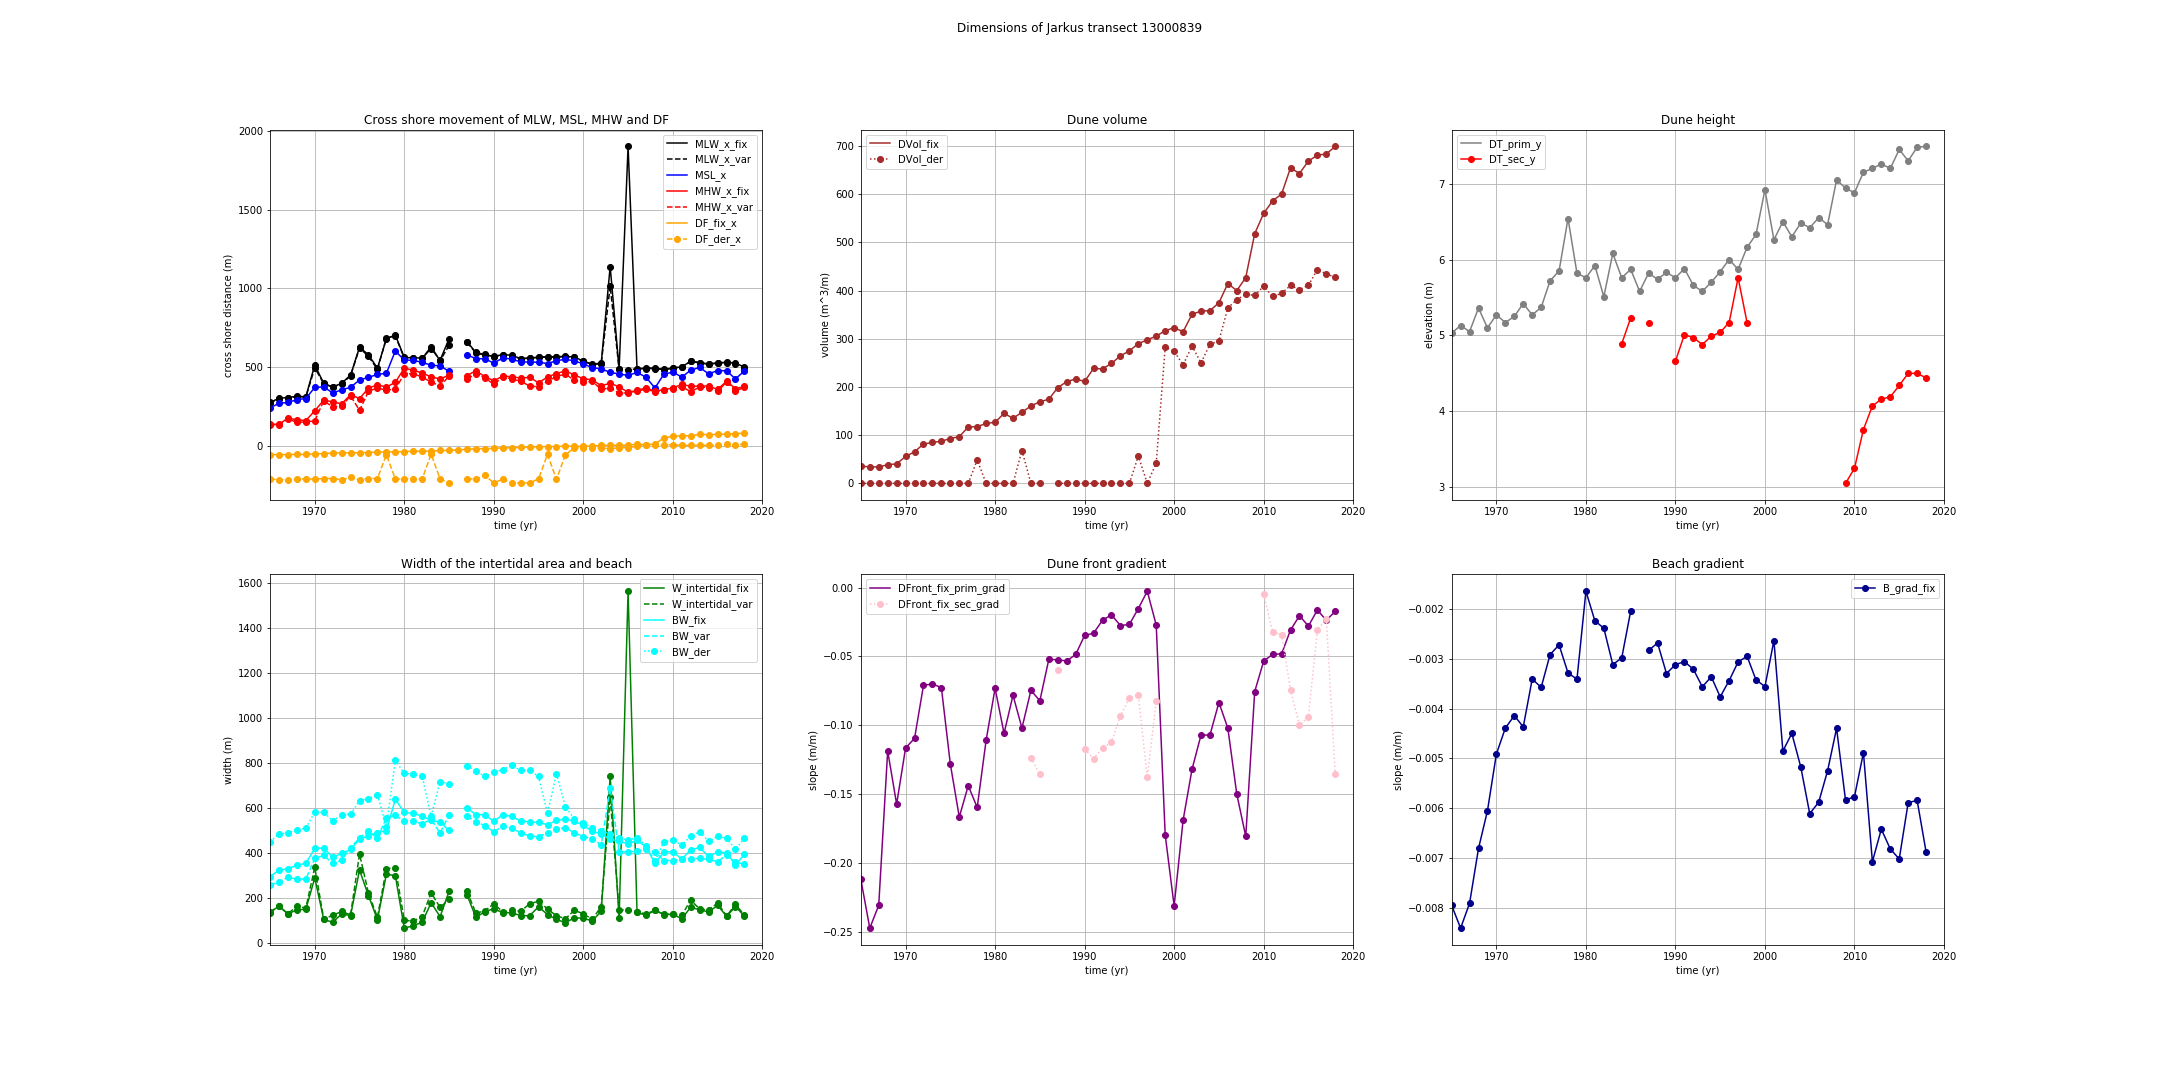 Dimensions of Jarkus transect 13000839
Cross shore movement of MLW, MSL, MHW and DF
cross shore distance (m)
2000
1500
1000
500
0
MLW_x_fix
MLW_x_var
MSL_x
MHW_x_fix
MHW_x_var
DF_fix_x
DF_der_x
1970 1980 1990 2000 2010 2020
time (yr)
Dune volume
volume (m^3/m)
700
600
500
400
300
200
100
0
DVol_fix
DVol_der
1970 1980 1990 2000 2010 2020
time (yr)
Dune height
elevation (m)
7
6
5
4
3
DT_prim_y
DT_sec_y
1970 1980 1990 2000 2010 2020
time (yr)
Width of the intertidal area and beach
width (m)
1600
1400
1200
1000
800
600
400
200
0
W_intertidal_fix
W_intertidal_var
BW_fix
BW_var
BW_der
1970 1980 1990 2000 2010 2020
time (yr)
Dune front gradient
slope (m/m)
0.00
−0.05
−0.10
−0.15
−0.20
−0.25
DFront_fix_prim_grad
DFront_fix_sec_grad
1970 1980 1990 2000 2010 2020
time (yr)
Beach gradient
slope (m/m)
−0.002
−0.003
−0.004
−0.005
−0.006
−0.007
−0.008
B_grad_fix
1970 1980 1990 2000 2010 2020
time (yr)